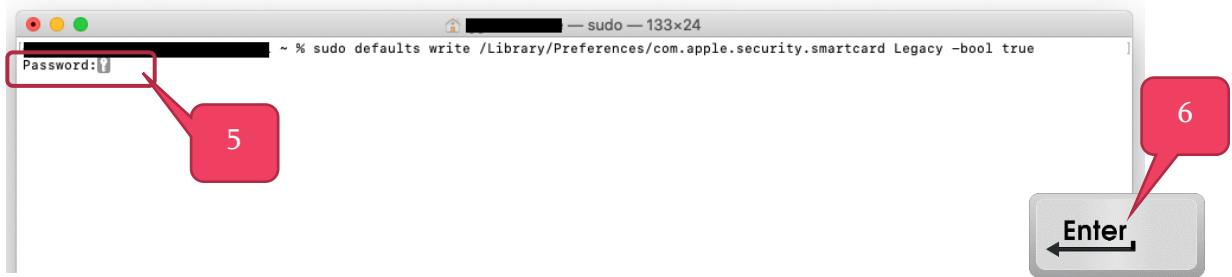 — sudo — 133×24
~ % sudo defaults write /Library/Preferences/com.apple.security.smartcard Legacy -bool true
Password:
5
6
Enter